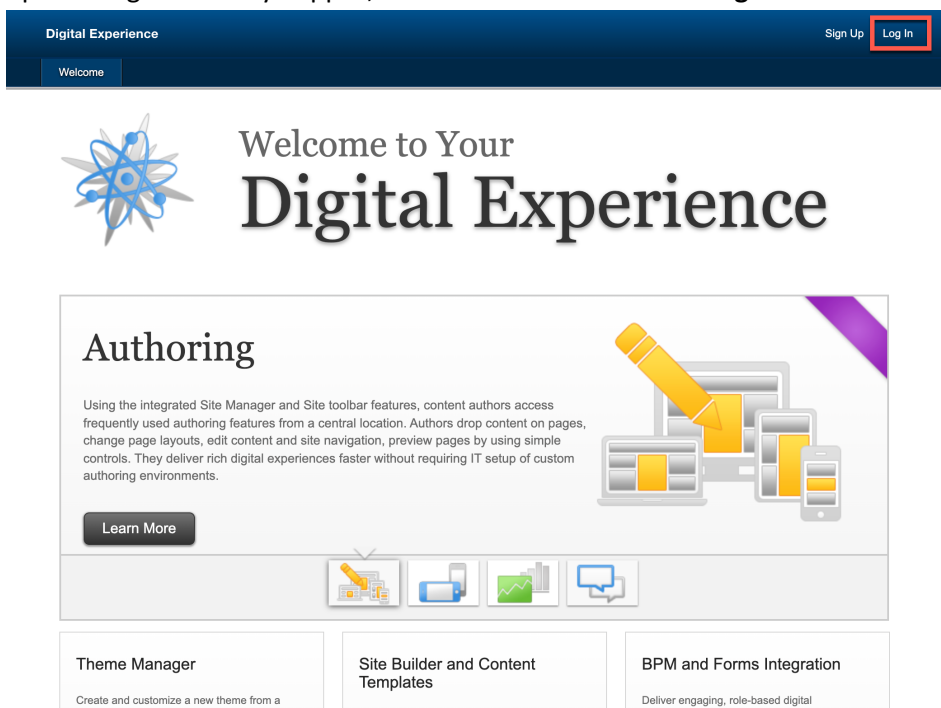 Digital Experience
Sign Up Log In
Welcome
Welcome to Your
Digital Experience
Authoring
Using the integrated Site Manager and Site toolbar features, content authors access
frequently used authoring features from a central location. Authors drop content on pages,
change page layouts, edit content and site navigation, preview pages by using simple
controls. They deliver rich digital experiences faster without requiring IT setup of custom
authoring environments.
Learn More
Theme Manager
Create and customize a new theme from a
Site Builder and Content
Templates
BPM and Forms Integration
Deliver engaging, role-based digital